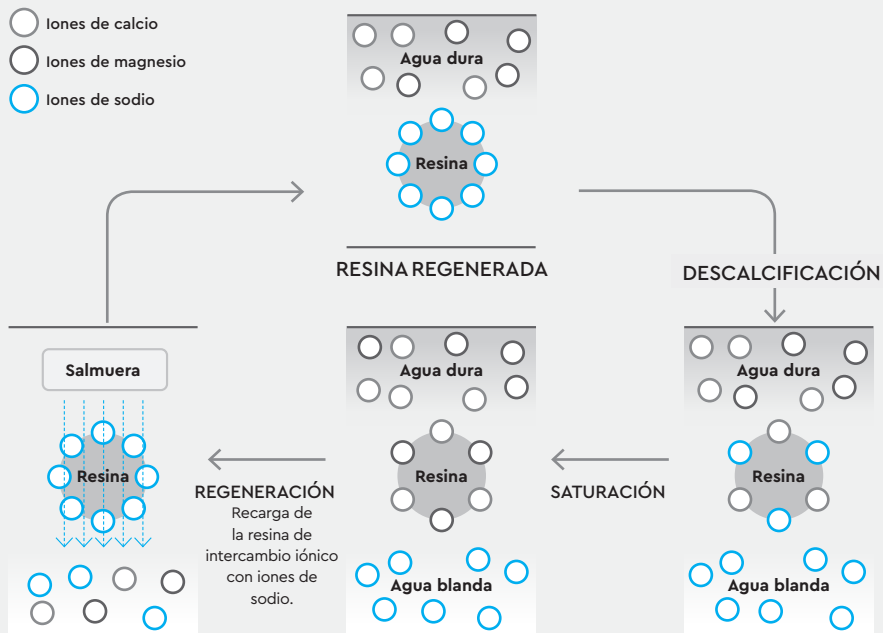 Iones de calcio
Iones de magnesio
Iones de sodio
Agua dura
Resina
RESINA REGENERADA
DESCALCIFICACIÓN
Salmuera
Resina
REGENERACIÓN
Recarga de
la resina de
intercambio iónico
con iones de
sodio.
Agua dura
Resina
Agua blanda
SATURACIÓN
Agua dura
Resina
Agua blanda